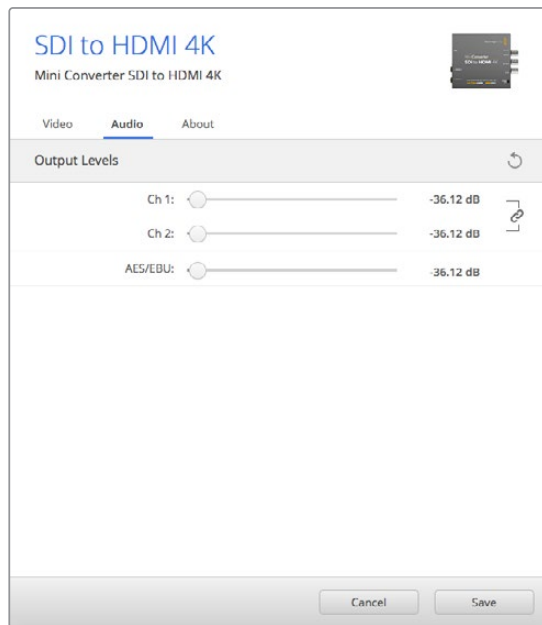 SDI to HDMI 4K
Mini Converter SDI to HDMI 4K
Video Audio About
Output Levels
Ch 1: -36.12 dB
Ch 2: -36.12 dB
AES/EBU: -36.12 dB
Cancel Save